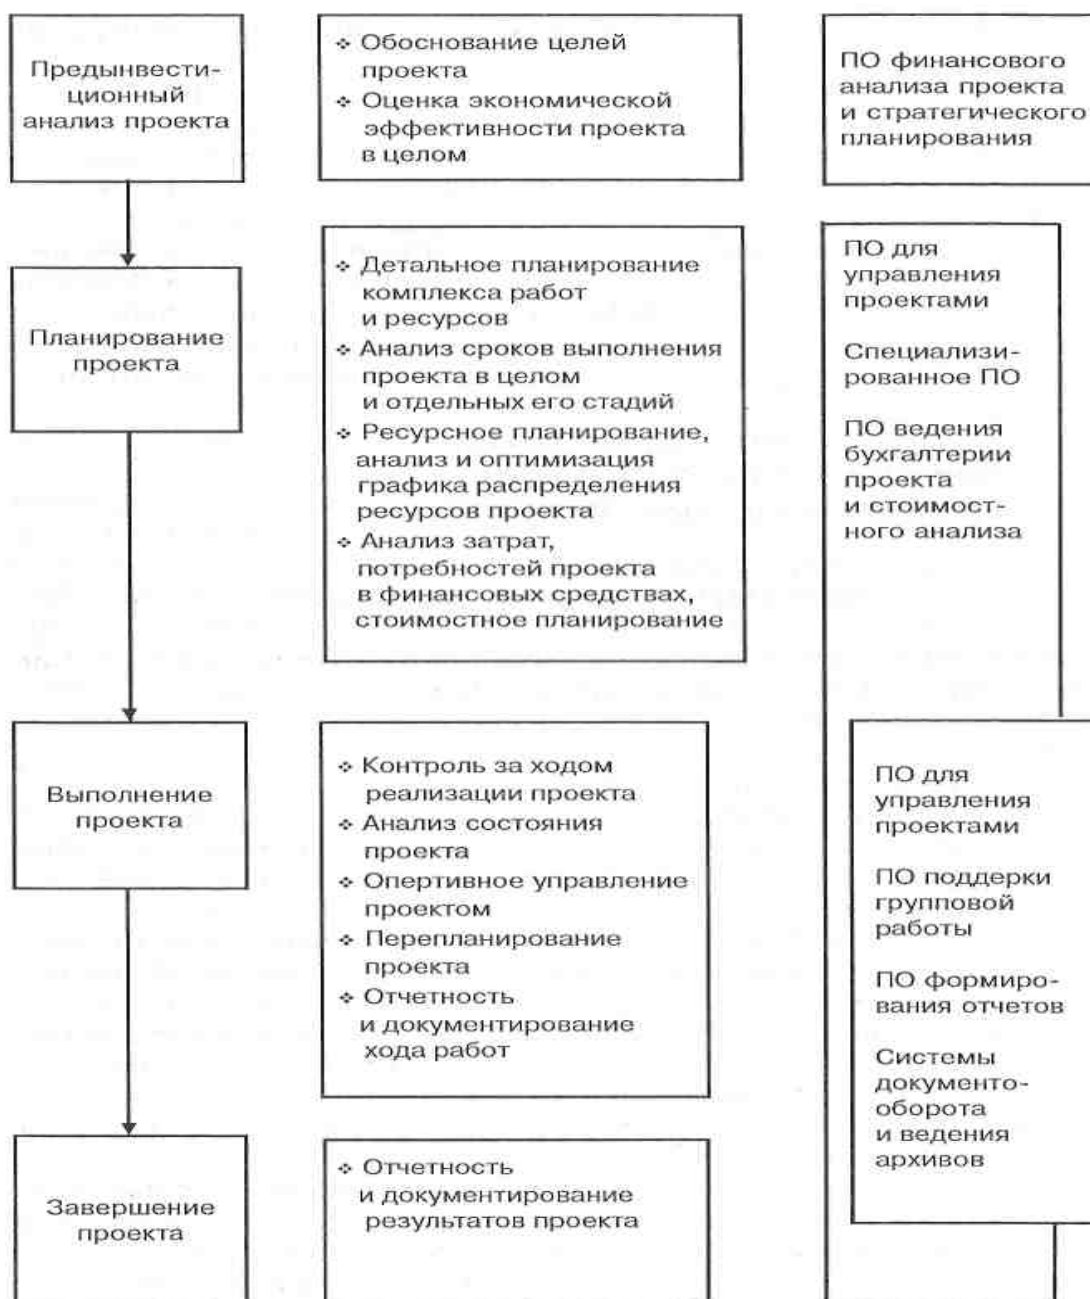 Предынвести-
ционный
анализ проекта
❖ Обоснование целей
проекта
❖ Оценка экономической
эффективности проекта
в целом
ПО финансового
анализа проекта
и стратегического
планирования
Планирование
проекта
❖ Детальное планирование
комплекса работ
и ресурсов
❖ Анализ сроков выполнения
проекта в целом
и отдельных его стадий
❖ Ресурсное планирование,
анализ и оптимизация
графика распределения
ресурсов проекта
❖ Анализ затрат,
потребностей проекта
в финансовых средствах,
стоимостное планирование
ПО для
управления
проектами
Специализи-
рованное ПО
ПО ведения
бухгалтерии
проекта
и стоимост-
ного анализа
Выполнение
проекта
❖ Контроль за ходом
реализации проекта
❖ Анализ состояния
проекта
❖ Опертивное управление
проектом
❖ Перепланирование
проекта
❖ Отчетность
и документирование
хода работ
ПО для
управления
проектами
ПО поддерки
групповой
работы
ПО формиро-
вания отчетов
Системы
документо-
оборота
и ведения
архивов
Завершение
проекта
❖ Отчетность
и документирование
результатов проекта